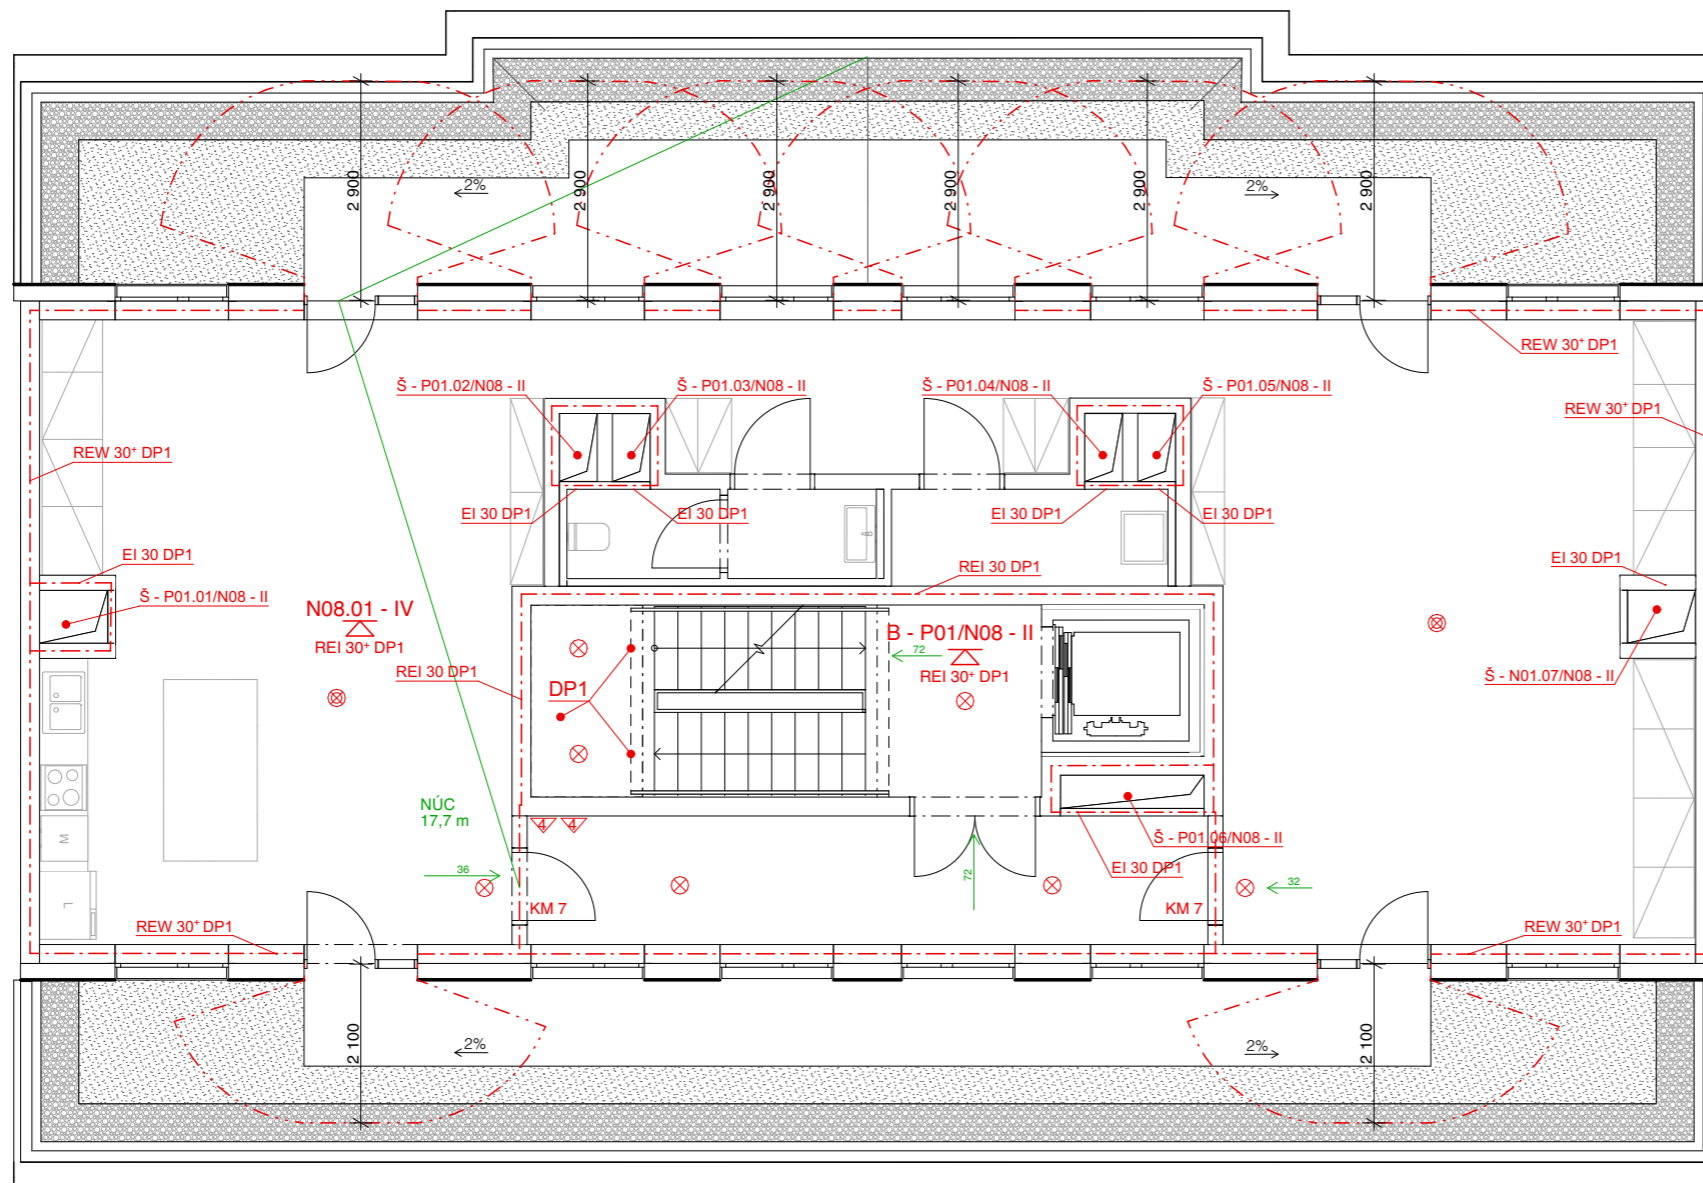 2 900
2%
2 900
2 900
2 900
2 900
2%
2 900
REW 30⁺ DP1
Š - P01.02/N08 - II
Š - P01.03/N08 - II
Š - P01.04/N08 - II
Š - P01.05/N08 - II
REW 30⁺ DP1
REW 30⁺ DP1
EI 30 DP1
EI 30 DP1
EI 30 DP1
EI 30 DP1
EI 30 DP1
EI 30 DP1
REI 30 DP1
Š - P01.01/N08 - II
N08.01 - IV
REI 30⁺ DP1
B - P01/N08 - II
72
REI 30⁺ DP1
REI 30 DP1
DP1
Š - N01.07/N08 - II
NÚC
17,7 m
4
4
M
L
36
72
Š - P01.06/N08 - II
EI 30 DP1
32
KM 7
KM 7
REW 30⁺ DP1
REW 30⁺ DP1
2 100
2%
2%
2 100